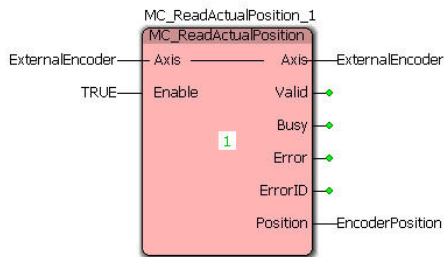 MC_ReadActualPosition_1
MC_ReadActualPosition
ExternalEncoder Axis Axis ExternalEncoder
TRUE Enable Valid
Busy
1
Error
ErrorID
Position EncoderPosition